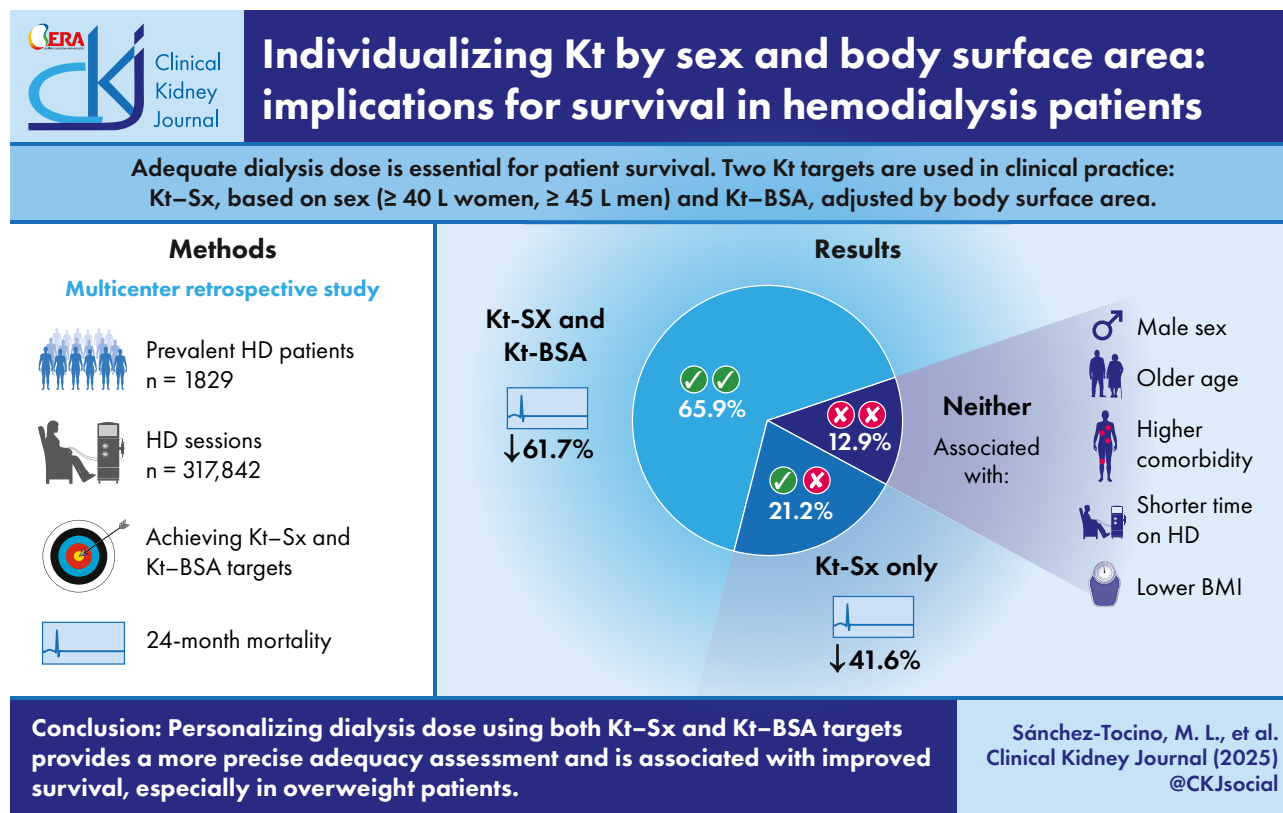 ERA
CKJ
Clinical
Kidney
Journal
Individualizing Kt by sex and body surface area:
implications for survival in hemodialysis patients
Adequate dialysis dose is essential for patient survival. Two Kt targets are used in clinical practice:
Kt–Sx, based on sex (≥ 40 L women, ≥ 45 L men) and Kt–BSA, adjusted by body surface area.
Methods
Multicenter retrospective study
Prevalent HD patients
n = 1829
HD sessions
n = 317,842
Achieving Kt–Sx and
Kt–BSA targets
24-month mortality
Results
Kt-SX and
Kt-BSA
↓61.7%
65.9%
12.9%
21.2%
Kt-Sx only
↓41.6%
Neither
Associated
with:
Male sex
Older age
Higher
comorbidity
Shorter time
on HD
Lower BMI
Conclusion: Personalizing dialysis dose using both Kt–Sx and Kt–BSA targets
provides a more precise adequacy assessment and is associated with improved
survival, especially in overweight patients.
Sánchez-Tocino, M. L., et al.
Clinical Kidney Journal (2025)
@CKJsocial